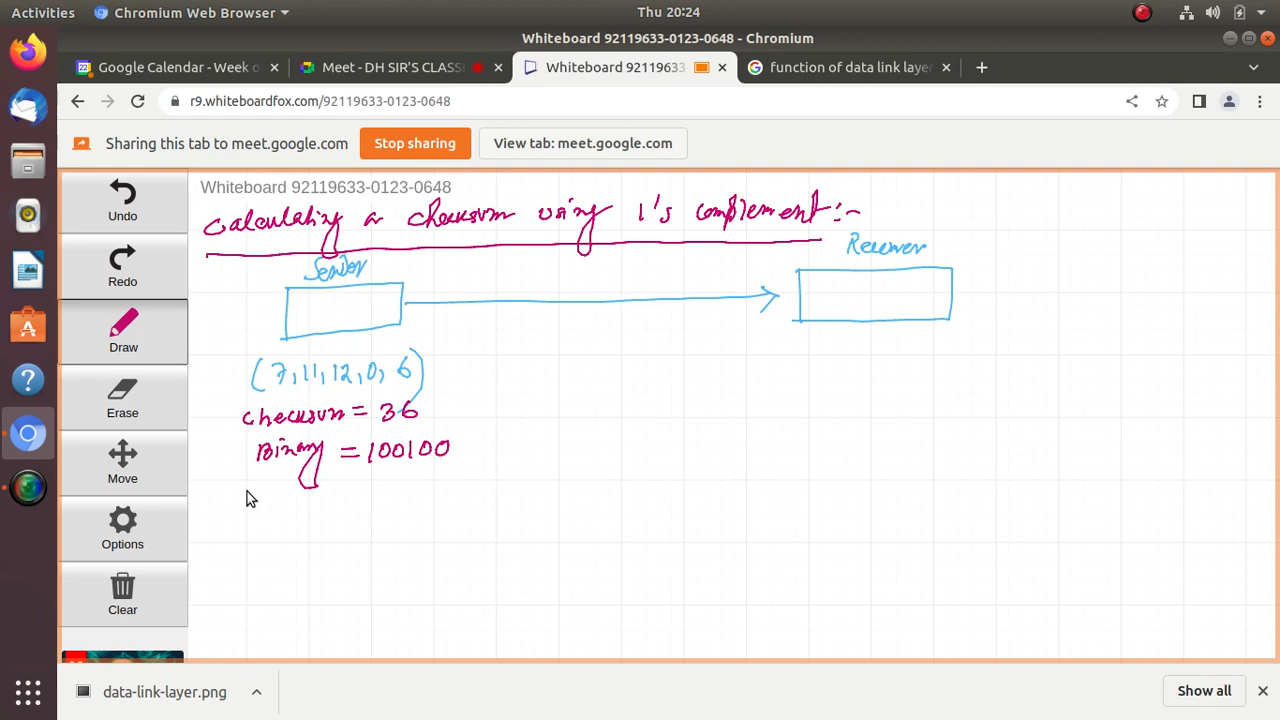 Activities Chromium Web Browser Thu 20:24
Whiteboard 92119633-0123-0648 - Chromium
Google Calendar - Week o Meet - DH SIR'S CLASS Whiteboard 92119633 function of data link layer
r9.whiteboardfox.com/92119633-0123-0648
Sharing this tab to meet.google.com Stop sharing View tab: meet.google.com
Whiteboard 92119633-0123-0648
Undo
Redo
Draw
Erase
Move
Options
Clear
Calculating a checksum using 1's complement:-
Sender Receiver
(7,11,12,0,6)
Checksum = 36
Binary = 100100
data-link-layer.png Show all